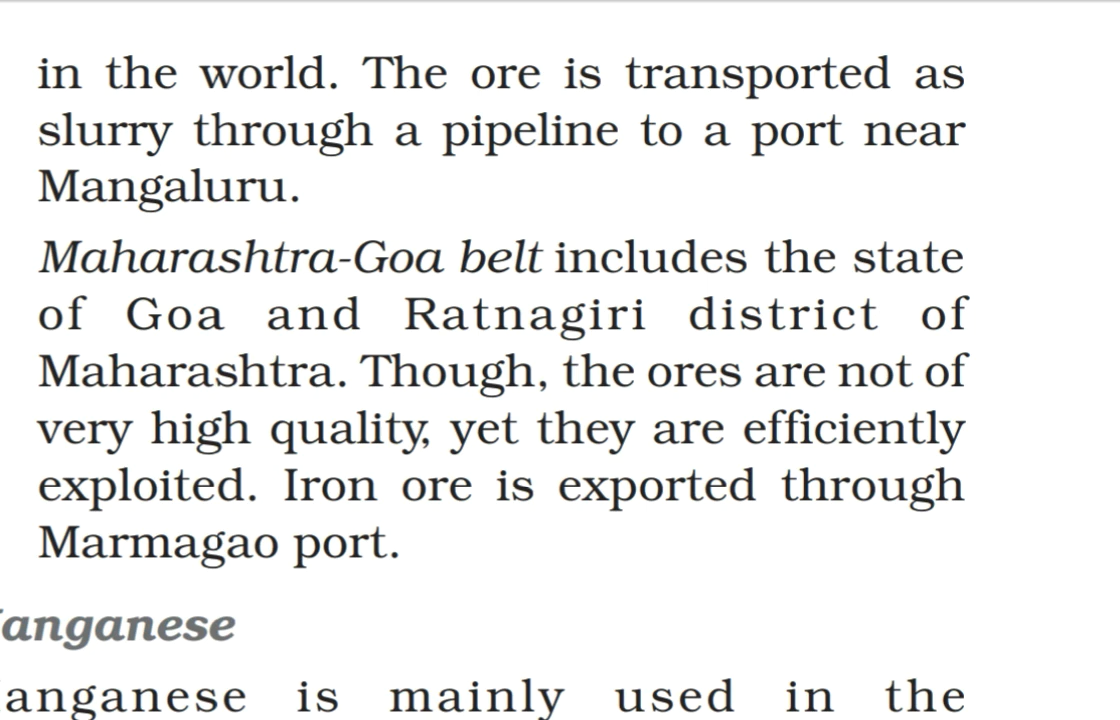 in the world. The ore is transported as
slurry through a pipeline to a port near
Mangaluru.
Maharashtra-Goa belt includes the state
of Goa and Ratnagiri district of
Maharashtra. Though, the ores are not of
very high quality, yet they are efficiently
exploited. Iron ore is exported through
Marmagao port.
anganese
anganese is mainly used in the